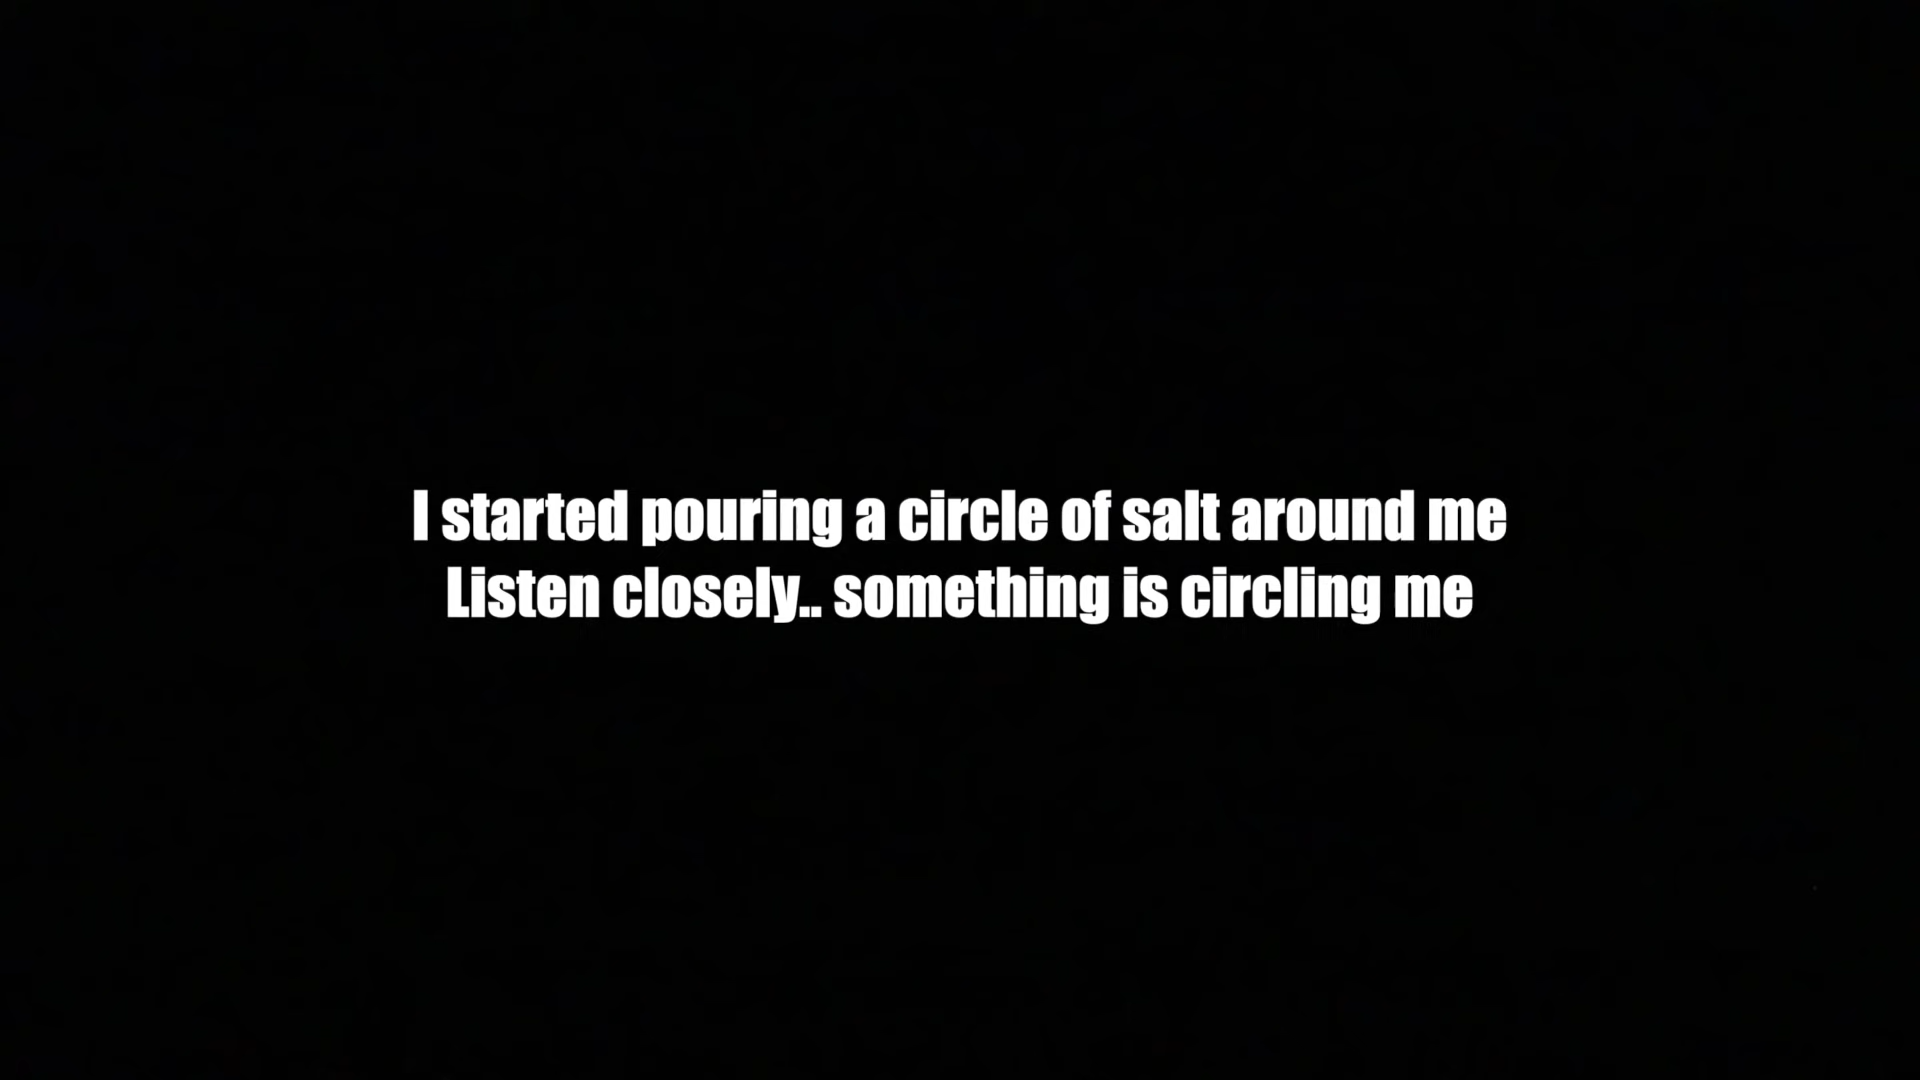 I started pouring a circle of salt around me
Listen closely.. something is circling me